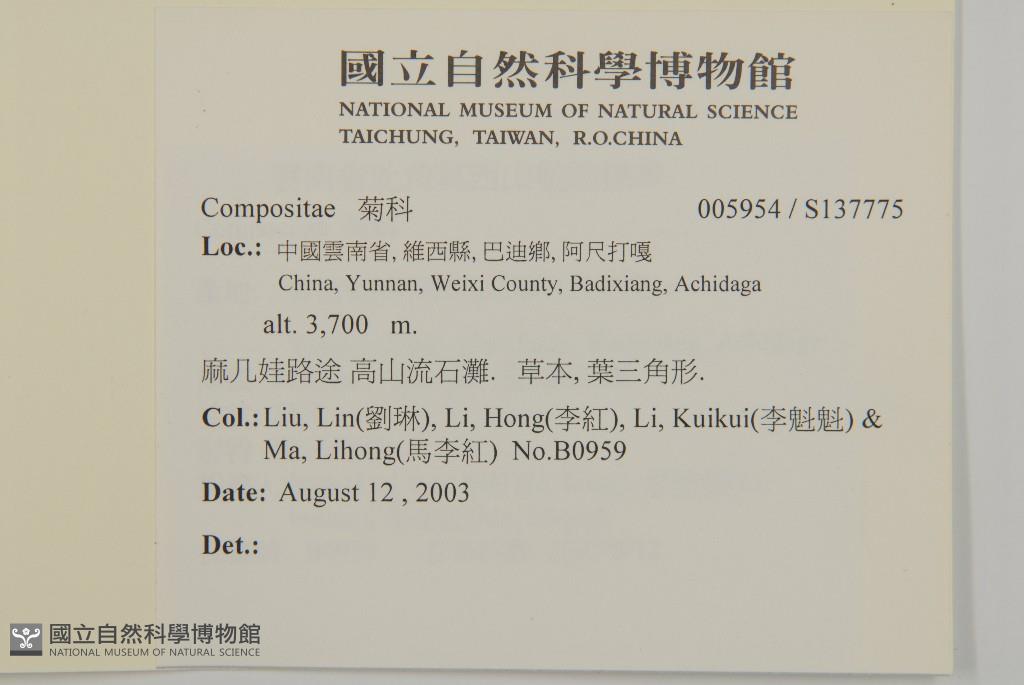 國立自然科學博物館
NATIONAL MUSEUM OF NATURAL SCIENCE
TAICHUNG, TAIWAN, R.O.CHINA
Compositae 菊科 005954 / S137775
Loc.: 中國雲南省, 維西縣, 巴迪鄉, 阿尺打嘎
China, Yunnan, Weixi County, Badixiang, Achidaga
alt. 3,700 m.
麻几娃路途 高山流石灘. 草本, 葉三角形.
Col.: Liu, Lin(劉琳), Li, Hong(李紅), Li, Kuikui(李魁魁) &
Ma, Lihong(馬李紅) No.B0959
Date: August 12 , 2003
Det.:
國立自然科學博物館
NATIONAL MUSEUM OF NATURAL SCIENCE